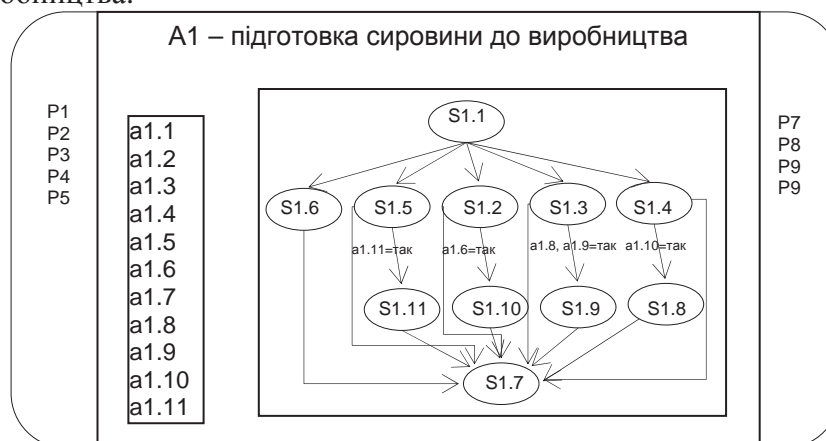 обництва.
А1 – підготовка сировини до виробництва
P1
P2
P3
P4
P5
a1.1
a1.2
a1.3
a1.4
a1.5
a1.6
a1.7
a1.8
a1.9
a1.10
a1.11
S1.1
S1.6
S1.5
S1.2
S1.3
S1.4
a1.11=так
a1.6=так
a1.8, a1.9=так
a1.10=так
S1.11
S1.10
S1.9
S1.8
S1.7
P7
P8
P9
P9